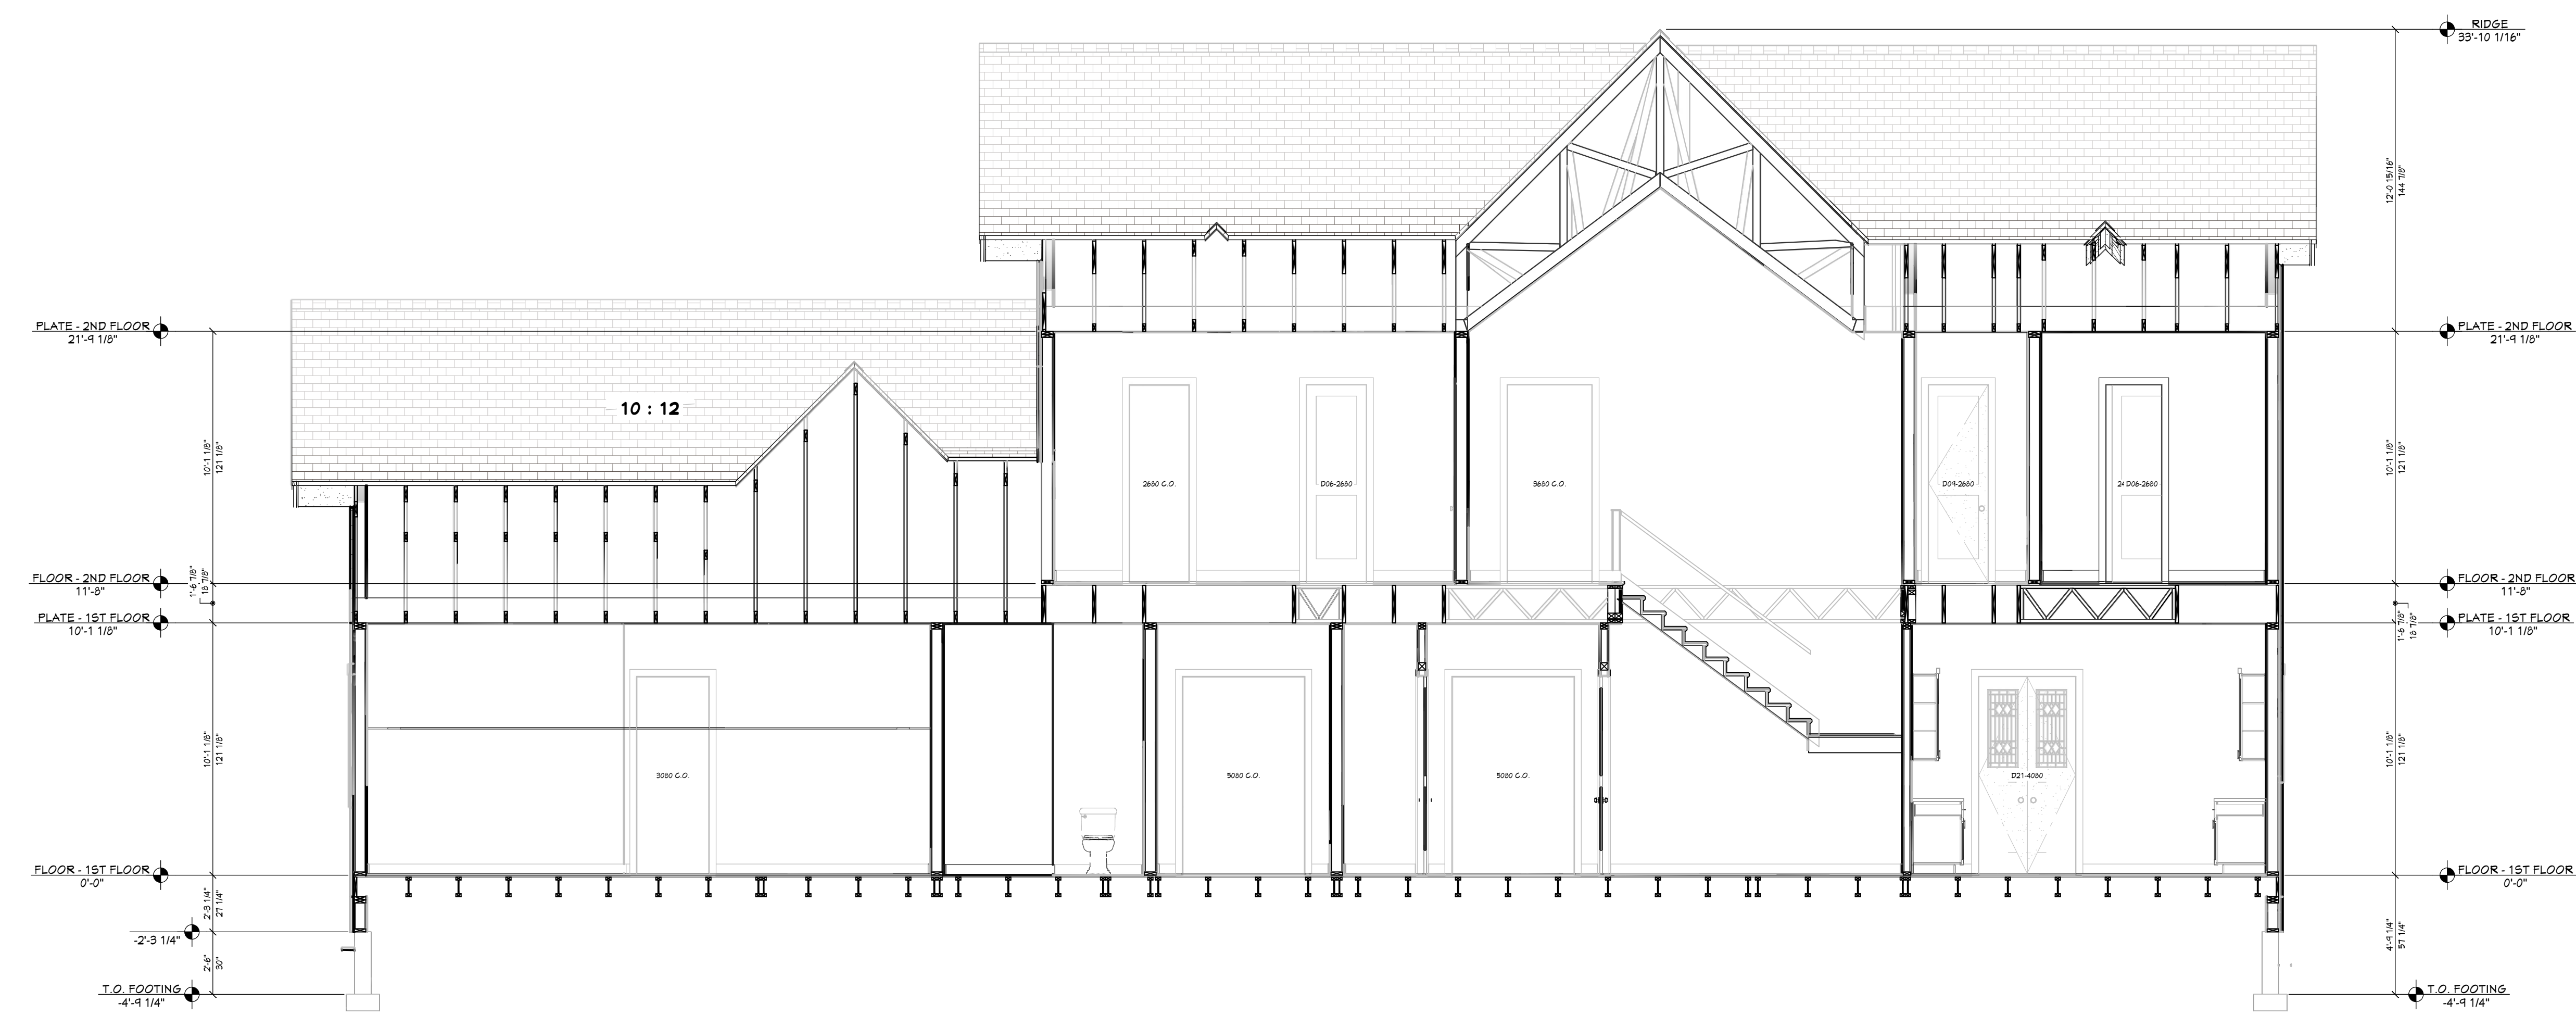 RIDGE
33'-10 1/16"
12'-0 15/16"
144 7/8"
PLATE - 2ND FLOOR
21'-9 1/8"
PLATE - 2ND FLOOR
21'-9 1/8"
10 : 12
10'-1 1/8"
121 1/8"
2680 C.O.
D06-2680
3680 C.O.
D09-2680
D06-2680
10'-1 1/8"
121 1/8"
FLOOR - 2ND FLOOR
11'-8"
1'-6 7/8"
18 7/8"
FLOOR - 2ND FLOOR
11'-8"
PLATE - 1ST FLOOR
10'-1 1/8"
1'-6 7/8"
18 7/8"
PLATE - 1ST FLOOR
10'-1 1/8"
10'-1 1/8"
121 1/8"
3080 C.O.
5080 C.O.
5080 C.O.
D21-4080
10'-1 1/8"
121 1/8"
FLOOR - 1ST FLOOR
0'-0"
FLOOR - 1ST FLOOR
0'-0"
2'-3 1/4"
27 1/4"
-2'-3 1/4"
4'-9 1/4"
57 1/4"
2'-6"
30"
T.O. FOOTING
-4'-9 1/4"
T.O. FOOTING
-4'-9 1/4"